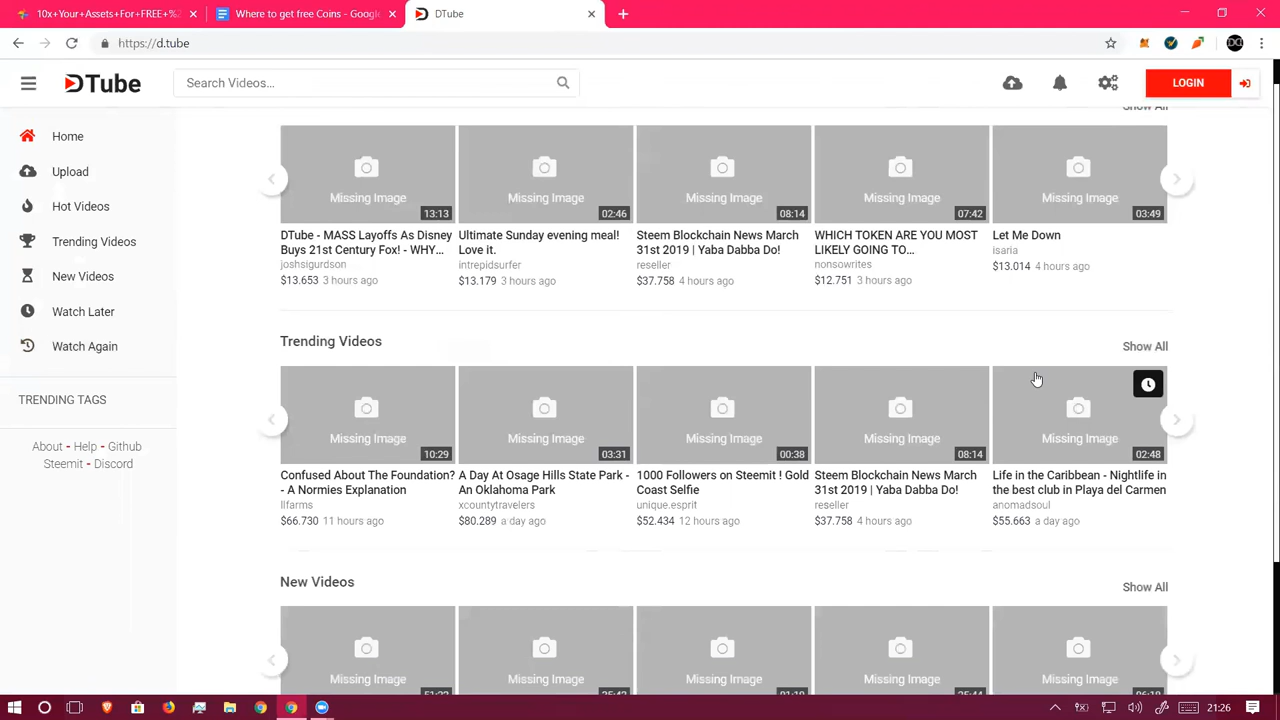 10x+Your+Assets+For+FREE+%
Where to get free Coins - Google
DTube
https://d.tube
DTube
Search Videos...
LOGIN
Home
Upload
Hot Videos
Trending Videos
New Videos
Watch Later
Watch Again
TRENDING TAGS
About - Help - Github
Steemit - Discord
Show All
Missing Image
13:13
Missing Image
02:46
Missing Image
08:14
Missing Image
07:42
Missing Image
03:49
DTube - MASS Layoffs As Disney
Buys 21st Century Fox! - WHY...
joshsigurdson
$13.653 3 hours ago
Ultimate Sunday evening meal!
Love it.
intrepidsurfer
$13.179 3 hours ago
Steem Blockchain News March
31st 2019 | Yaba Dabba Do!
reseller
$37.758 4 hours ago
WHICH TOKEN ARE YOU MOST
LIKELY GOING TO...
nonsowrites
$12.751 3 hours ago
Let Me Down
isaria
$13.014 4 hours ago
Trending Videos
Show All
Missing Image
10:29
Missing Image
03:31
Missing Image
00:38
Missing Image
08:14
Missing Image
02:48
Confused About The Foundation?
- A Normies Explanation
llfarms
$66.730 11 hours ago
A Day At Osage Hills State Park -
An Oklahoma Park
xcountytravelers
$80.289 a day ago
1000 Followers on Steemit ! Gold
Coast Selfie
unique.esprit
$52.434 12 hours ago
Steem Blockchain News March
31st 2019 | Yaba Dabba Do!
reseller
$37.758 4 hours ago
Life in the Caribbean - Nightlife in
the best club in Playa del Carmen
anomadsoul
$55.663 a day ago
New Videos
Show All
Missing Image
Missing Image
Missing Image
Missing Image
Missing Image
21:26